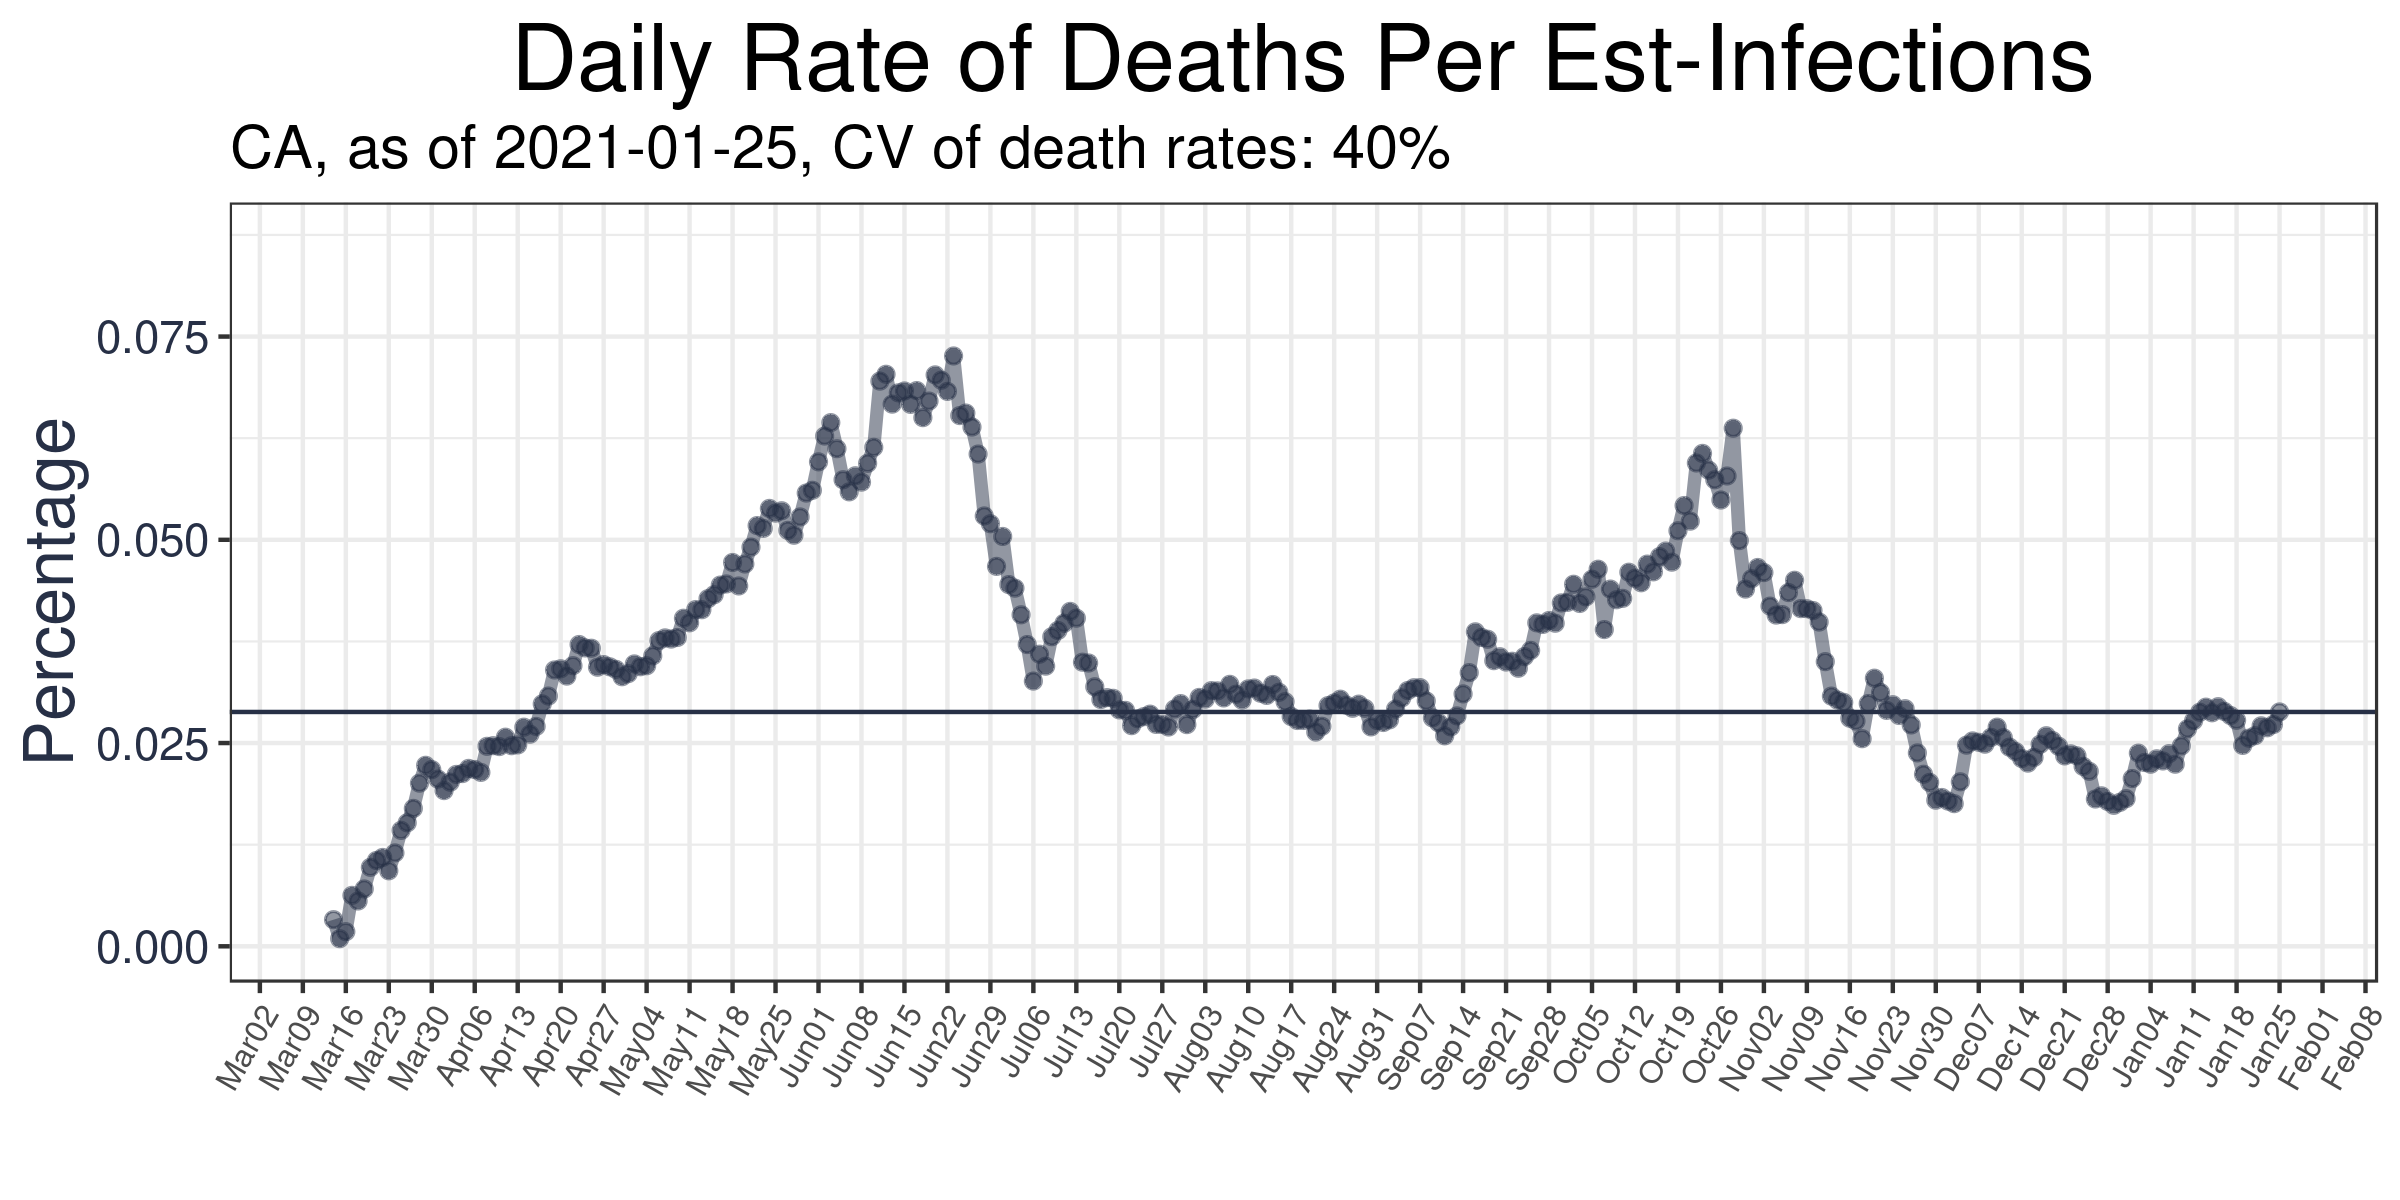 Daily Rate of Deaths Per Est-Infections
CA, as of 2021-01-25, CV of death rates: 40%
Percentage
0.075
0.050
0.025
0.000
Mar02
Mar09
Mar16
Mar23
Mar30
Apr06
Apr13
Apr20
Apr27
May04
May11
May18
May25
Jun01
Jun08
Jun15
Jun22
Jun29
Jul06
Jul13
Jul20
Jul27
Aug03
Aug10
Aug17
Aug24
Aug31
Sep07
Sep14
Sep21
Sep28
Oct05
Oct12
Oct19
Oct26
Nov02
Nov09
Nov16
Nov23
Nov30
Dec07
Dec14
Dec21
Dec28
Jan04
Jan11
Jan18
Jan25
Feb01
Feb08